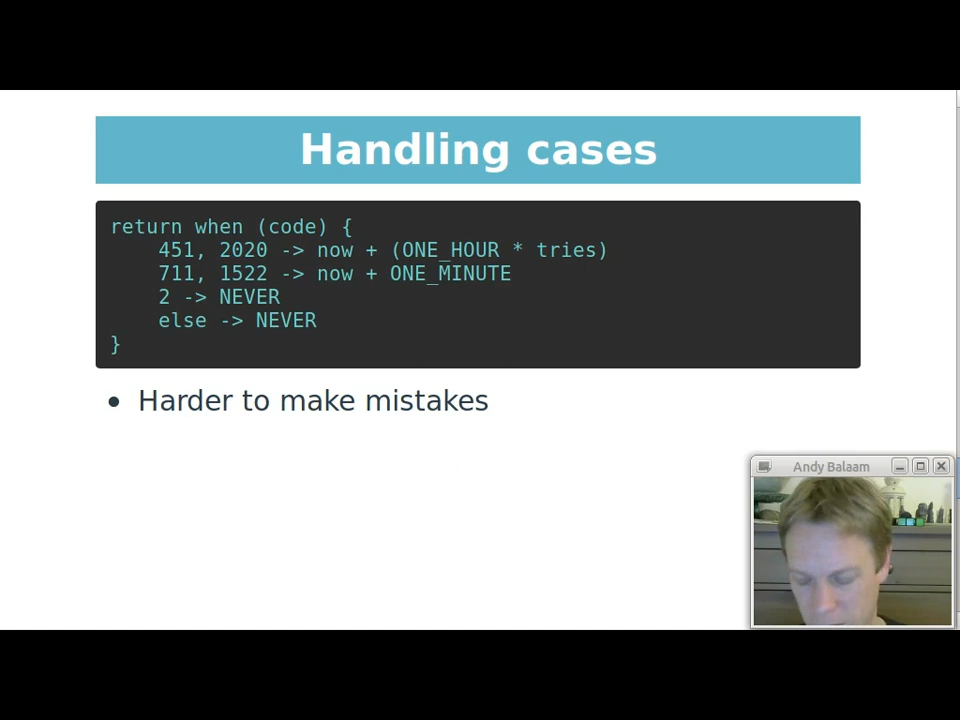 Handling cases
return when (code) {
    451, 2020 -> now + (ONE_HOUR * tries)
    711, 1522 -> now + ONE_MINUTE
    2 -> NEVER
    else -> NEVER
}
• Harder to make mistakes
Andy Balaam